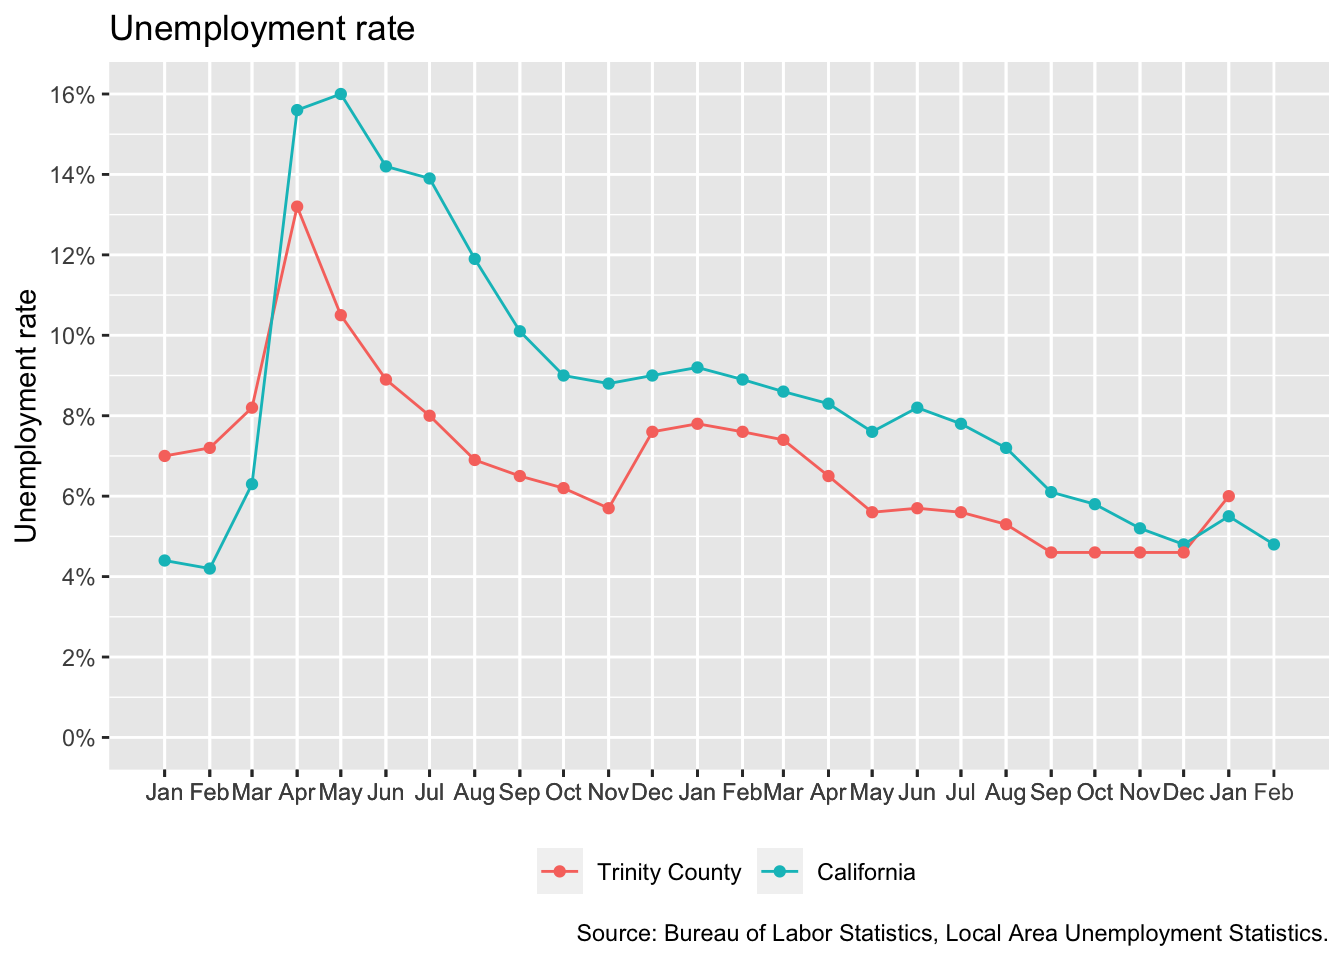 Unemployment rate
Unemployment rate
16%
14%
12%
10%
8%
6%
4%
2%
0%
Jan Feb Mar Apr May Jun Jul Aug Sep Oct Nov Dec Jan Feb Mar Apr May Jun Jul Aug Sep Oct Nov Dec Jan Feb
Trinity County California
Source: Bureau of Labor Statistics, Local Area Unemployment Statistics.